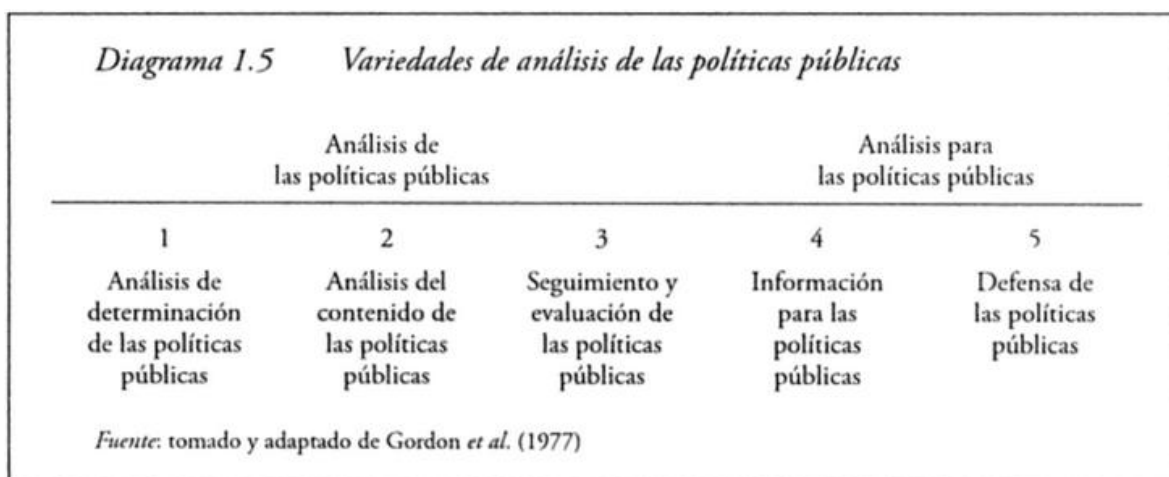 Diagrama 1.5 Variedades de análisis de las políticas públicas
Análisis de
las políticas públicas
Análisis para
las políticas públicas
1
Análisis de
determinación
de las políticas
públicas
2
Análisis del
contenido de
las políticas
públicas
3
Seguimiento y
evaluación de
las políticas
públicas
4
Información
para las
políticas
públicas
5
Defensa de
las políticas
públicas
Fuente: tomado y adaptado de Gordon et al. (1977)